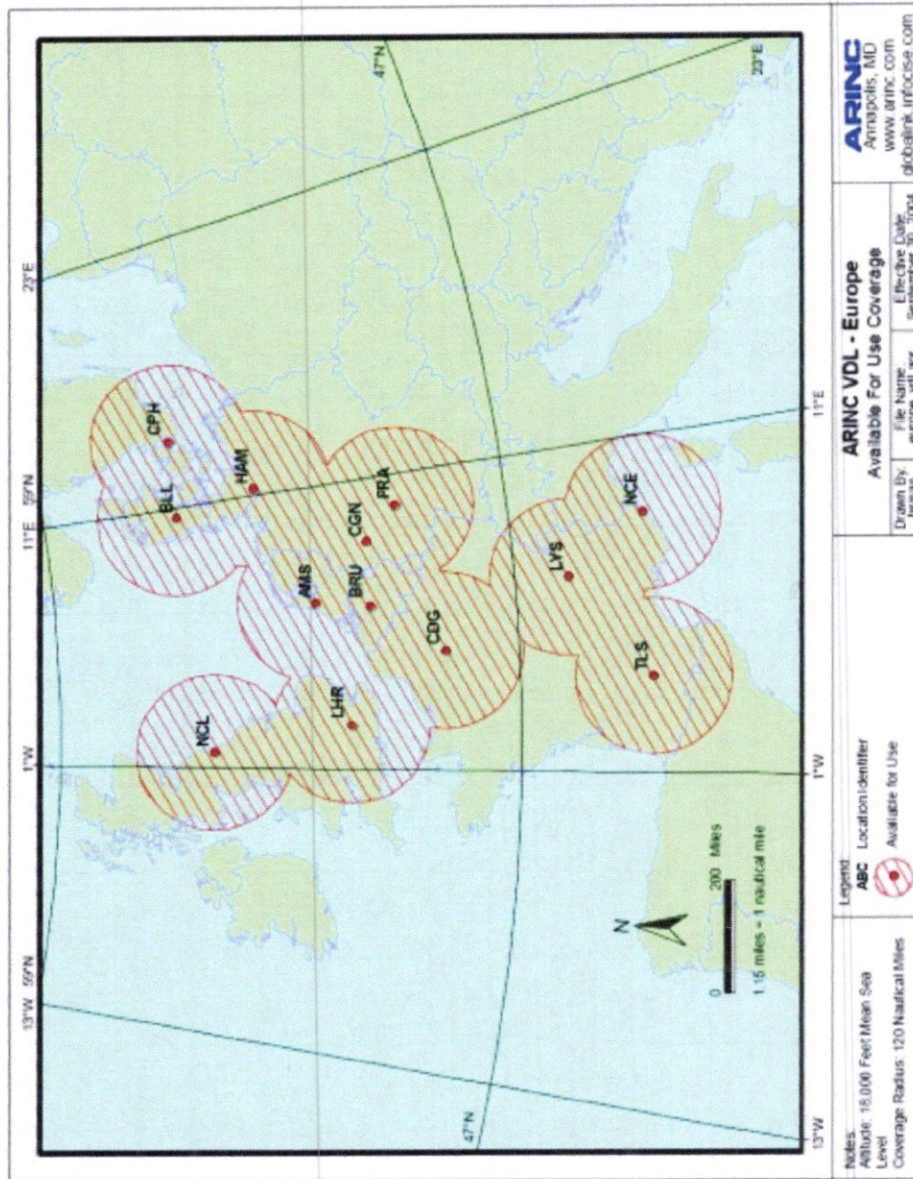 13°W
59°N
1°W
11°E
59°N
23°E
NCL
BLL
CPH
HAM
AMS
LHR
BRU
CGN
FRA
CDG
47°N
47°N
LYS
NCE
TLS
N
0
200 Miles
1.15 miles = 1 nautical mile
13°W
1°W
11°E
23°E
Notes:
Altitude: 18,000 Feet Mean Sea
Level
Coverage Radius: 120 Nautical Miles
Legend
ABC Location Identifier
Available for Use
ARINC VDL - Europe
Available For Use Coverage
Drawn By:
File Name:
Effective Date:
ARINC
Annapolis, MD
www.arinc.com
globalink.infocise.com